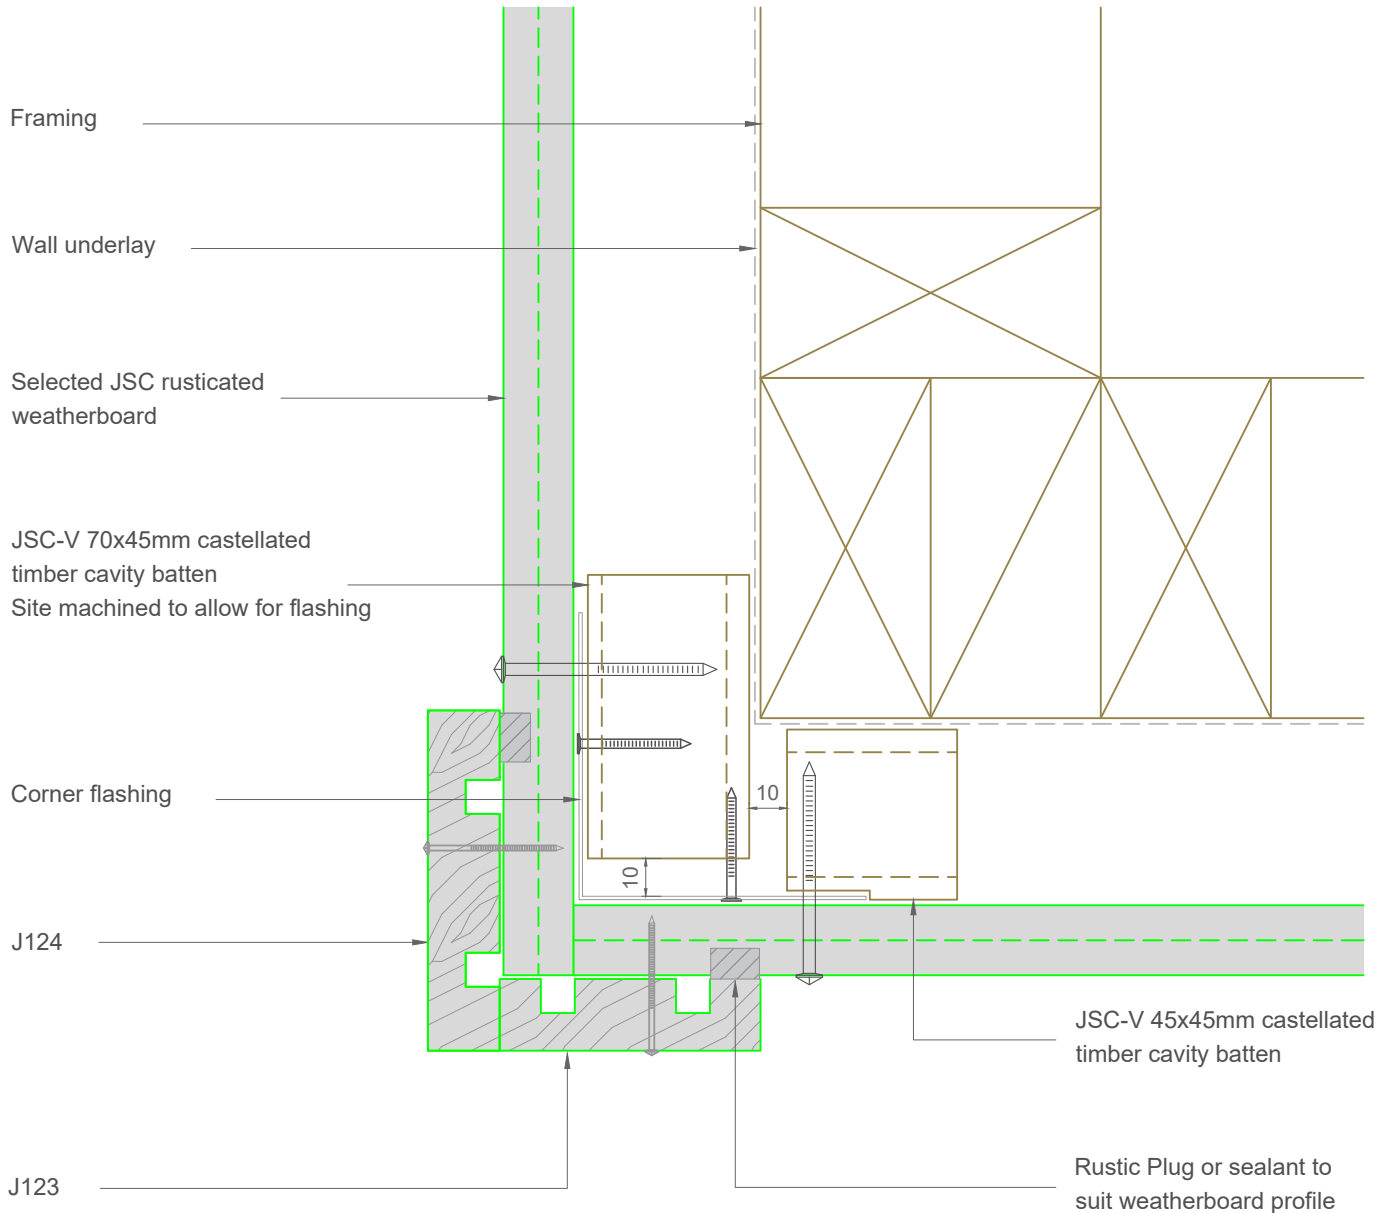 Framing
Wall underlay
Selected JSC rusticated
weatherboard
JSC-V 70x45mm castellated
timber cavity batten
Site machined to allow for flashing
Corner flashing
10
10
J124
JSC-V 45x45mm castellated
timber cavity batten
Rustic Plug or sealant to
suit weatherboard profile
J123